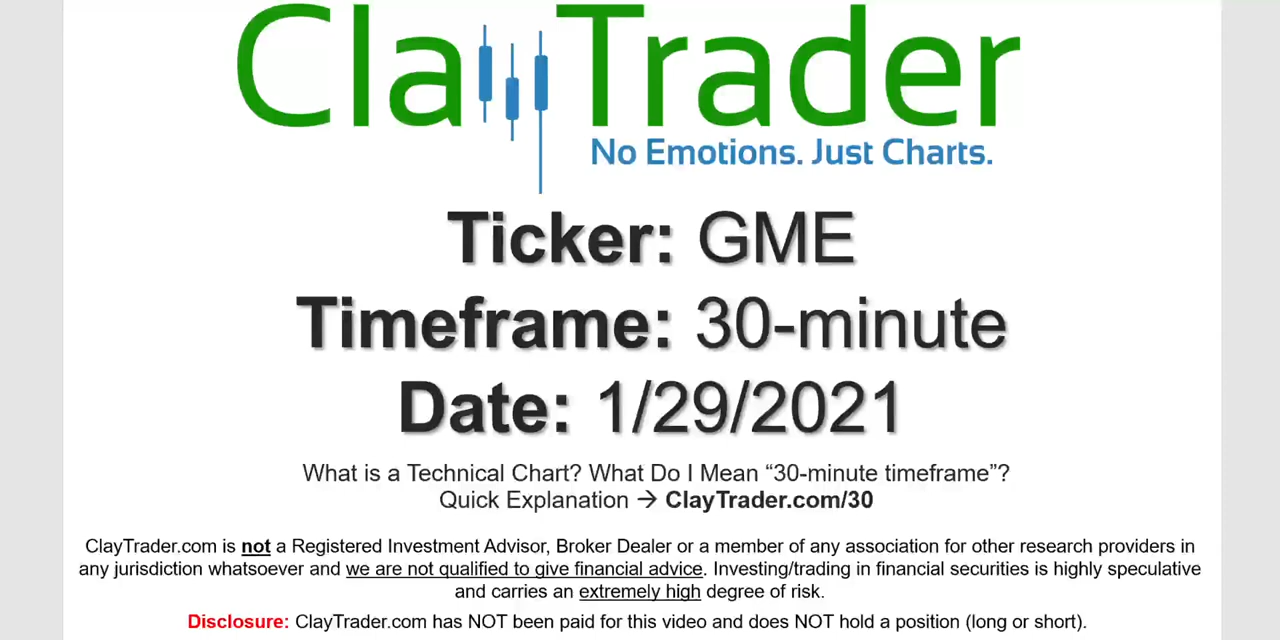 ClayTrader
No Emotions. Just Charts.
Ticker: GME
Timeframe: 30-minute
Date: 1/29/2021
What is a Technical Chart? What Do I Mean “30-minute timeframe”?
Quick Explanation → ClayTrader.com/30
ClayTrader.com is not a Registered Investment Advisor, Broker Dealer or a member of any association for other research providers in
any jurisdiction whatsoever and we are not qualified to give financial advice. Investing/trading in financial securities is highly speculative
and carries an extremely high degree of risk.
Disclosure: ClayTrader.com has NOT been paid for this video and does NOT hold a position (long or short).